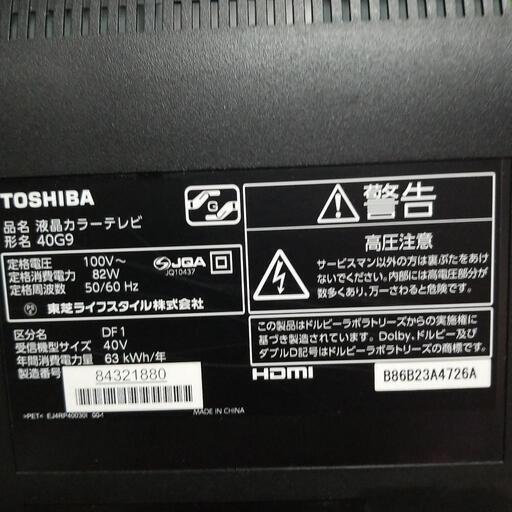 TOSHIBA
品名 液晶カラーテレビ
形名 40G9
定格電圧 100V～
定格消費電力 82W
定格周波数 50/60 Hz
JQA
JQ10437
東芝ライフスタイル株式会社
区分名 DF1
受信機型サイズ 40V
年間消費電力量 63 kWh/年
製造番号
84321880
>PET< EJ4RP40030I
MADE IN CHINA
警告
高圧注意
サービスマン以外の方は裏ぶたをあけ
ないでください。内部には高電圧部分が
数多くあり、万一さわると危険です。
この製品はドルビーラボラトリーズからの実施権に
基づき製造されています。Dolby、ドルビー及び
ダブルD記号はドルビーラボラトリーズの商標です。
HDMI
B86B23A4726A